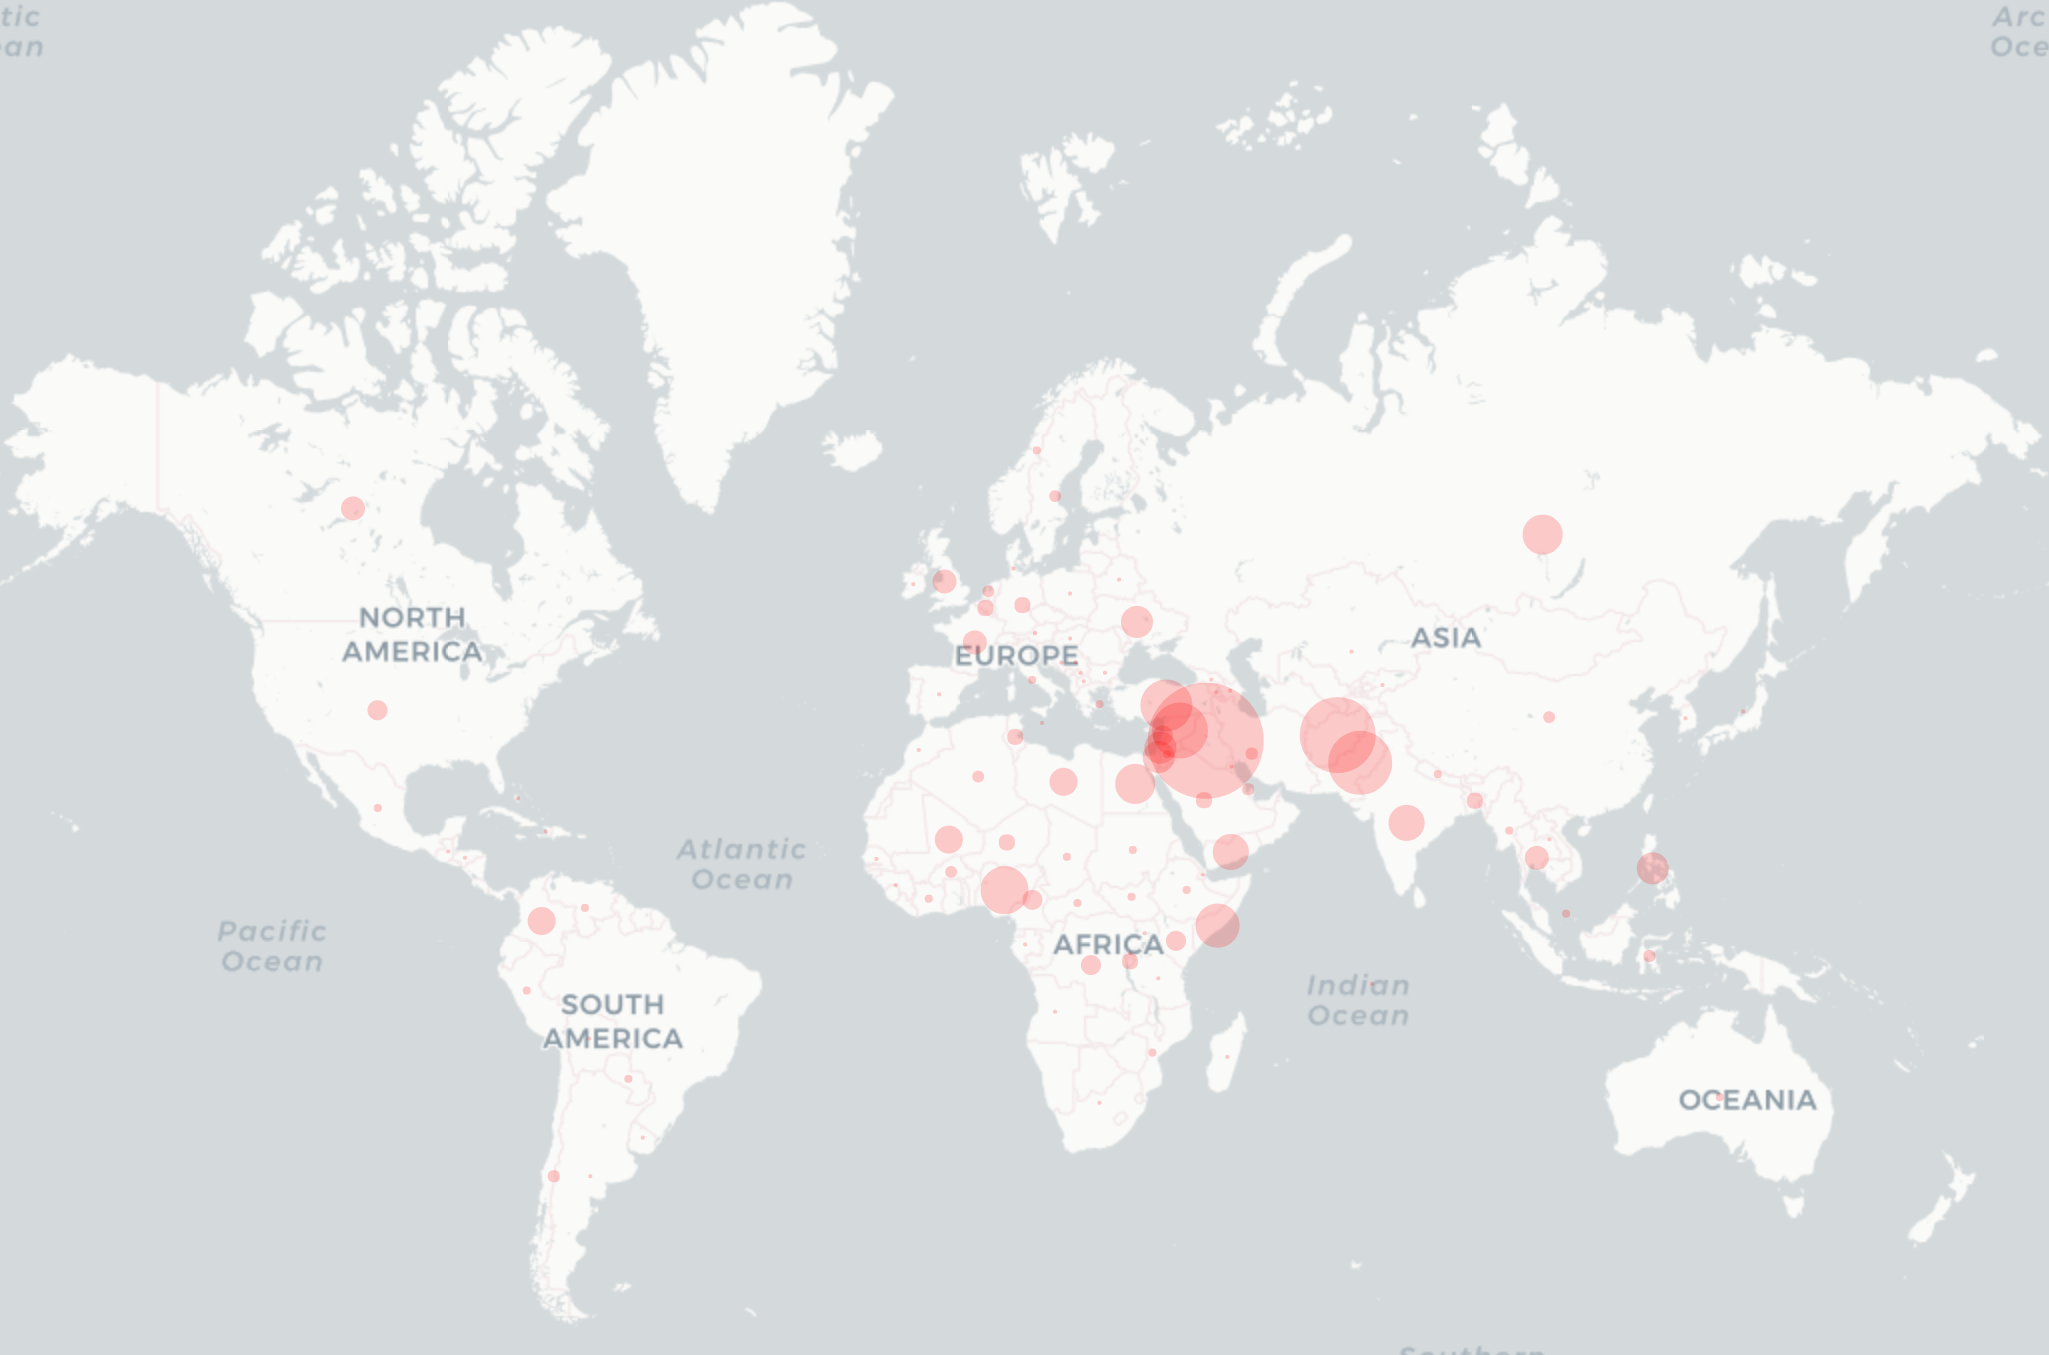 tic
an
Arc
Oce
NORTH
AMERICA
ASIA
EUROPE
Atlantic
Ocean
Pacific
Ocean
AFRICA
Indian
Ocean
SOUTH
AMERICA
OCEANIA
Southern